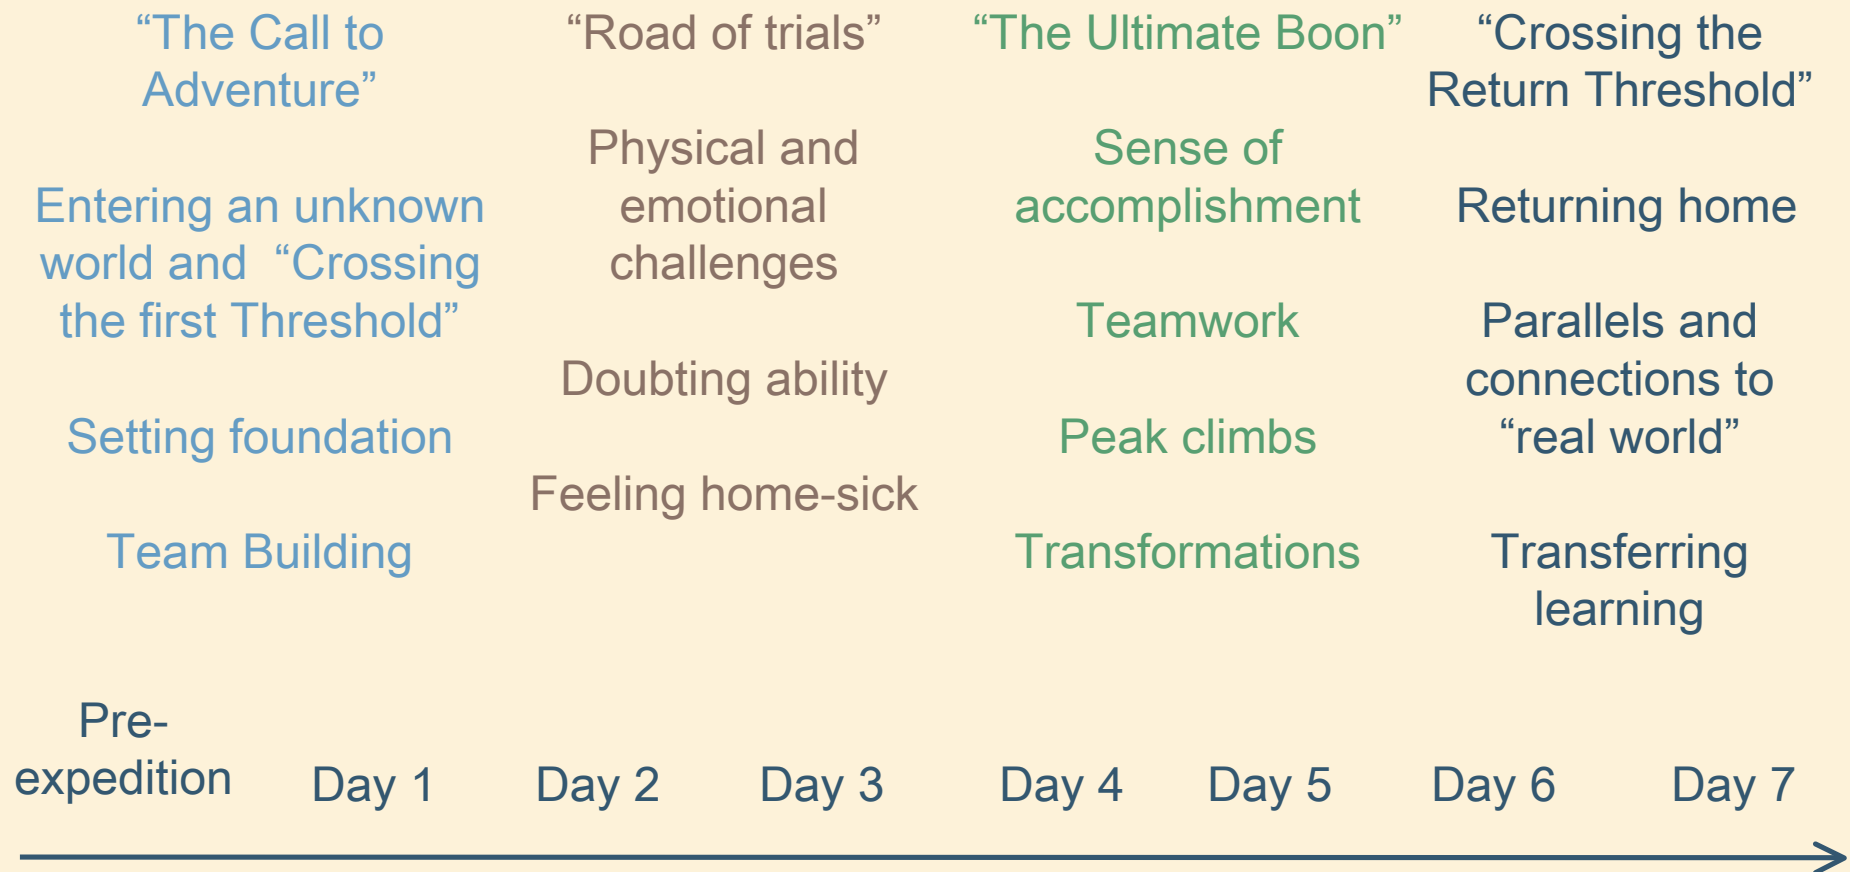 “The Call to
Adventure”
Entering an unknown
world and “Crossing
the first Threshold”
Setting foundation
Team Building
“Road of trials”
Physical and
emotional
challenges
Doubting ability
Feeling home-sick
“The Ultimate Boon”
Sense of
accomplishment
Teamwork
Peak climbs
Transformations
“Crossing the
Return Threshold”
Returning home
Parallels and
connections to
“real world”
Transferring
learning
Pre-
expedition
Day 1
Day 2
Day 3
Day 4
Day 5
Day 6
Day 7